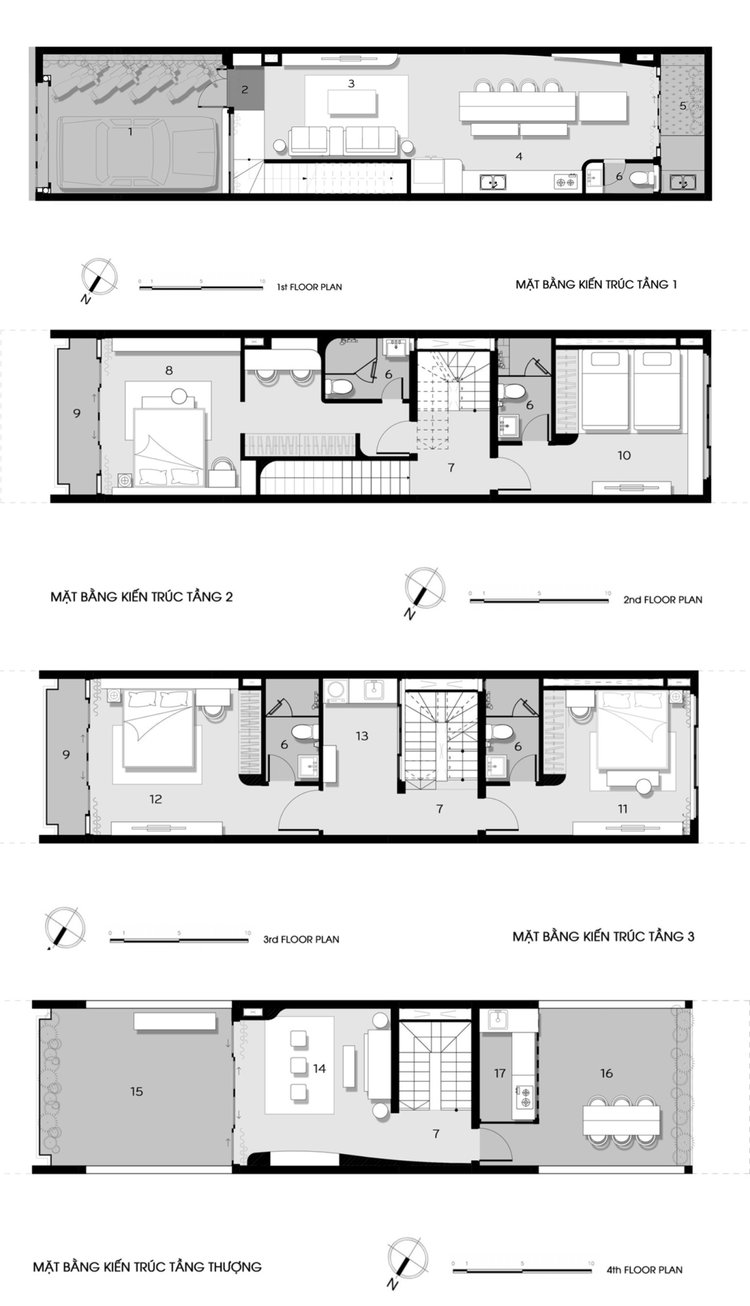 1
2
3
4
5
6
N
0 1 5 10
1st FLOOR PLAN
MẶT BẰNG KIẾN TRÚC TẦNG 1
8
9
6
7
6
10
MẶT BẰNG KIẾN TRÚC TẦNG 2
N
0 1 5 10
2nd FLOOR PLAN
9
12
6
13
7
6
11
0 1 5 10
3rd FLOOR PLAN
MẶT BẰNG KIẾN TRÚC TẦNG 3
15
14
7
17
16
MẶT BẰNG KIẾN TRÚC TẦNG THƯỢNG
N
0 1 5 10
4th FLOOR PLAN